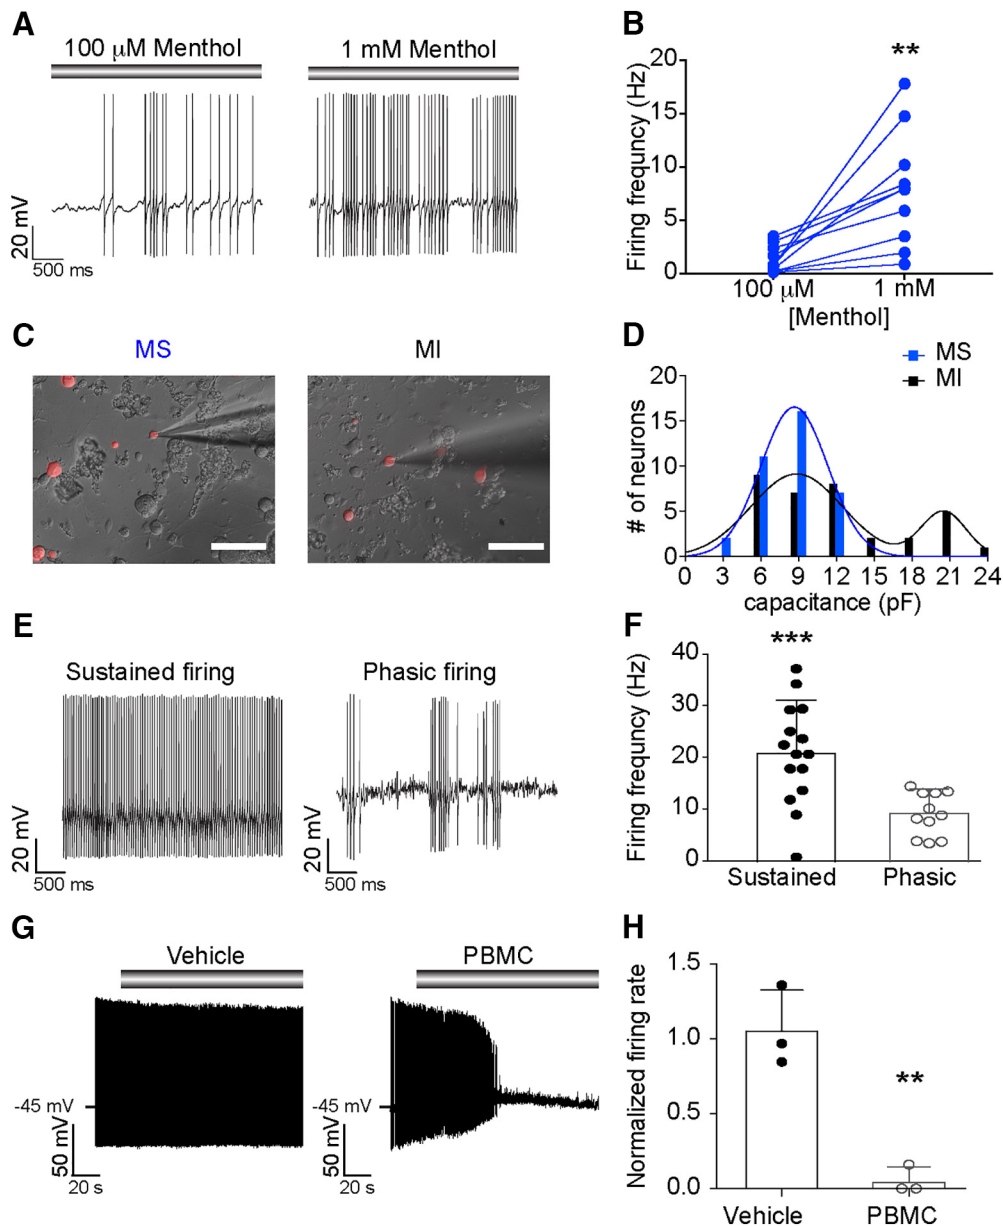 A
100 μM Menthol
1 mM Menthol
20 mV
500 ms
B
**
Firing frequncy (Hz)
20
15
10
5
0
100 μM
1 mM
[Menthol]
C
MS
MI
D
MS
MI
# of neurons
20
15
10
5
0
0 3 6 9 12 15 18 21 24
capacitance (pF)
E
Sustained firing
Phasic firing
20 mV
500 ms
20 mV
500 ms
F
***
Firing frequncy (Hz)
40
30
20
10
0
Sustained
Phasic
G
Vehicle
PBMC
-45 mV
50 mV
20 s
-45 mV
50 mV
20 s
H
**
Normalized firing rate
1.5
1.0
0.5
0.0
Vehicle
PBMC